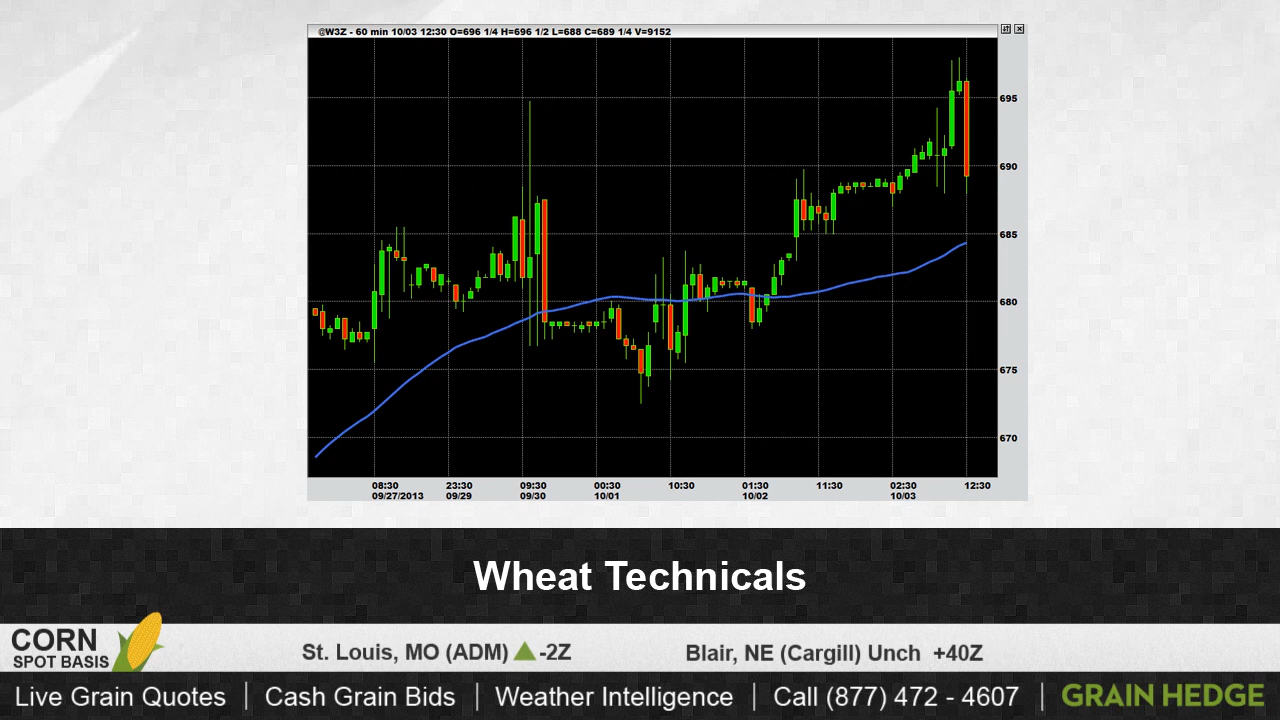 @W3Z - 60 min 10/03 12:30 O=696 1/4 H=696 1/2 L=688 C=689 1/4 V=9152
695
690
685
680
675
670
08:30 23:30 09:30 00:30 10:30 01:30 11:30 02:30 12:30
09/27/2013 09/29 09/30 10/01 10/02 10/03
Wheat Technicals
CORN
SPOT BASIS
St. Louis, MO (ADM) -2Z Blair, NE (Cargill) Unch +40Z
Live Grain Quotes | Cash Grain Bids | Weather Intelligence | Call (877) 472 - 4607 | GRAIN HEDGE